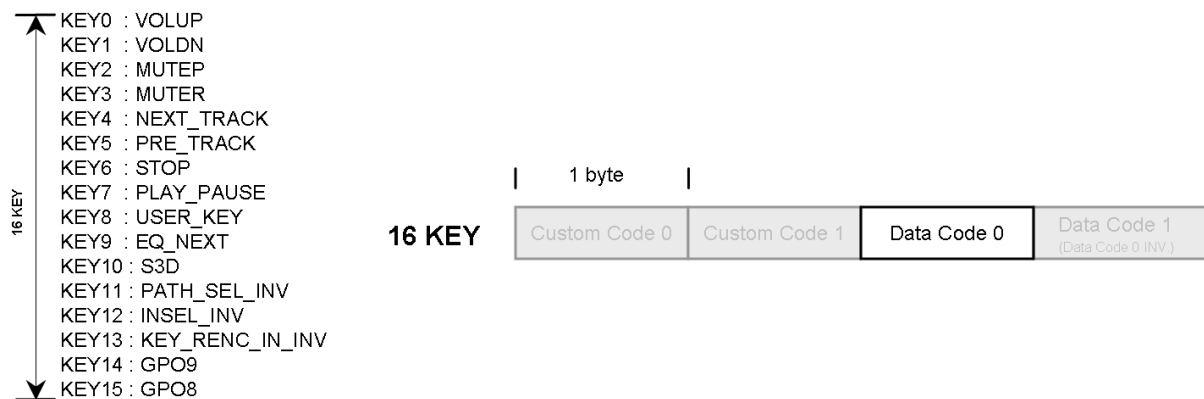 KEY0 : VOLUP
KEY1 : VOLDN
KEY2 : MUTEP
KEY3 : MUTER
KEY4 : NEXT_TRACK
KEY5 : PRE_TRACK
KEY6 : STOP
KEY7 : PLAY_PAUSE
KEY8 : USER_KEY
KEY9 : EQ_NEXT
KEY10 : S3D
KEY11 : PATH_SEL_INV
KEY12 : INSEL_INV
KEY13 : KEY_RENC_IN_INV
KEY14 : GPO9
KEY15 : GPO8
16 KEY
1 byte
16 KEY
Custom Code 0
Custom Code 1
Data Code 0
Data Code 1
(Data Code 0 INV )